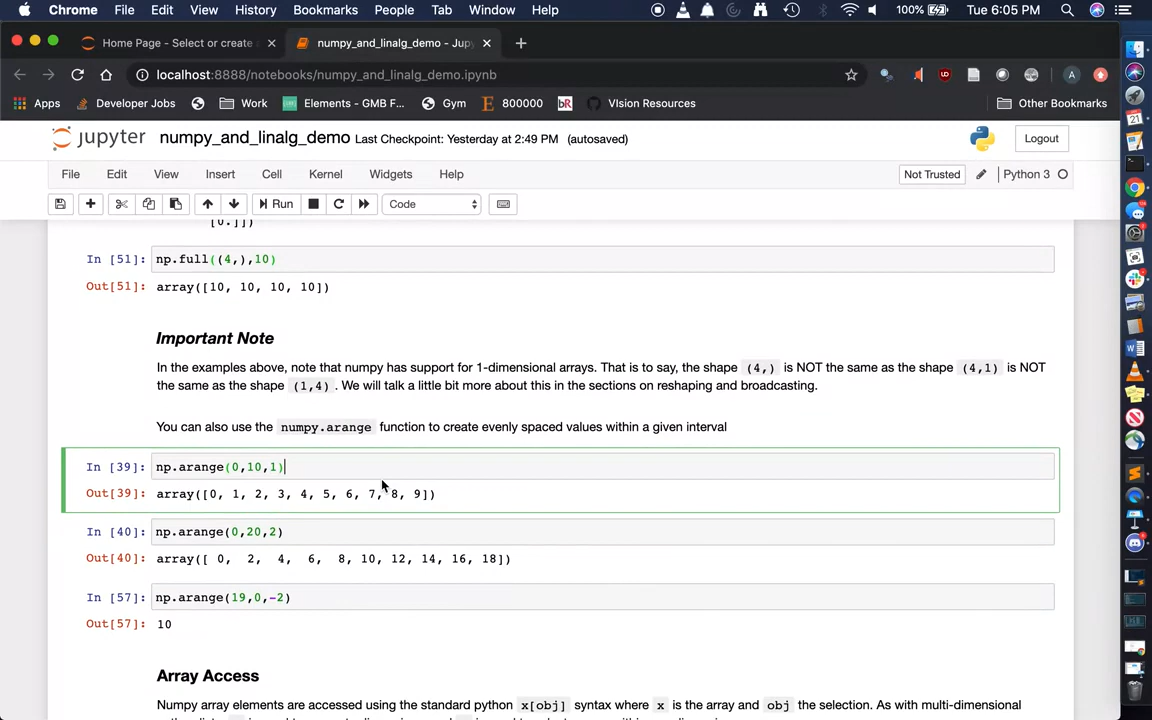 Chrome File Edit View History Bookmarks People Tab Window Help 100% Tue 6:05 PM
Home Page - Select or create numpy_and_linalg_demo - Jup
localhost:8888/notebooks/numpy_and_linalg_demo.ipynb
Apps Developer Jobs Work Elements - GMB F... Gym 800000 bR VIsion Resources Other Bookmarks
jupyter numpy_and_linalg_demo Last Checkpoint: Yesterday at 2:49 PM (autosaved) Logout
File Edit View Insert Cell Kernel Widgets Help Not Trusted Python 3
Run Code
[0.]])
In [51]: np.full((4,),10)
Out[51]: array([10, 10, 10, 10])
Important Note
In the examples above, note that numpy has support for 1-dimensional arrays. That is to say, the shape (4,) is NOT the same as the shape (4,1) is NOT
the same as the shape (1,4). We will talk a little bit more about this in the sections on reshaping and broadcasting.
You can also use the numpy.arange function to create evenly spaced values within a given interval
In [39]: np.arange(0,10,1)
Out[39]: array([0, 1, 2, 3, 4, 5, 6, 7, 8, 9])
In [40]: np.arange(0,20,2)
Out[40]: array([ 0, 2, 4, 6, 8, 10, 12, 14, 16, 18])
In [57]: np.arange(19,0,-2)
Out[57]: 10
Array Access
Numpy array elements are accessed using the standard python x[obj] syntax where x is the array and obj the selection. As with multi-dimensional